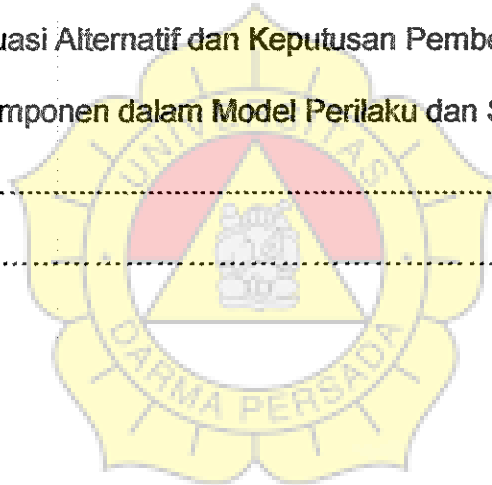 uasi Alternatif dan Keputusan Pembe
mponen dalam Model Perilaku dan S
UNIVERSITAS
DARMA PERSADA